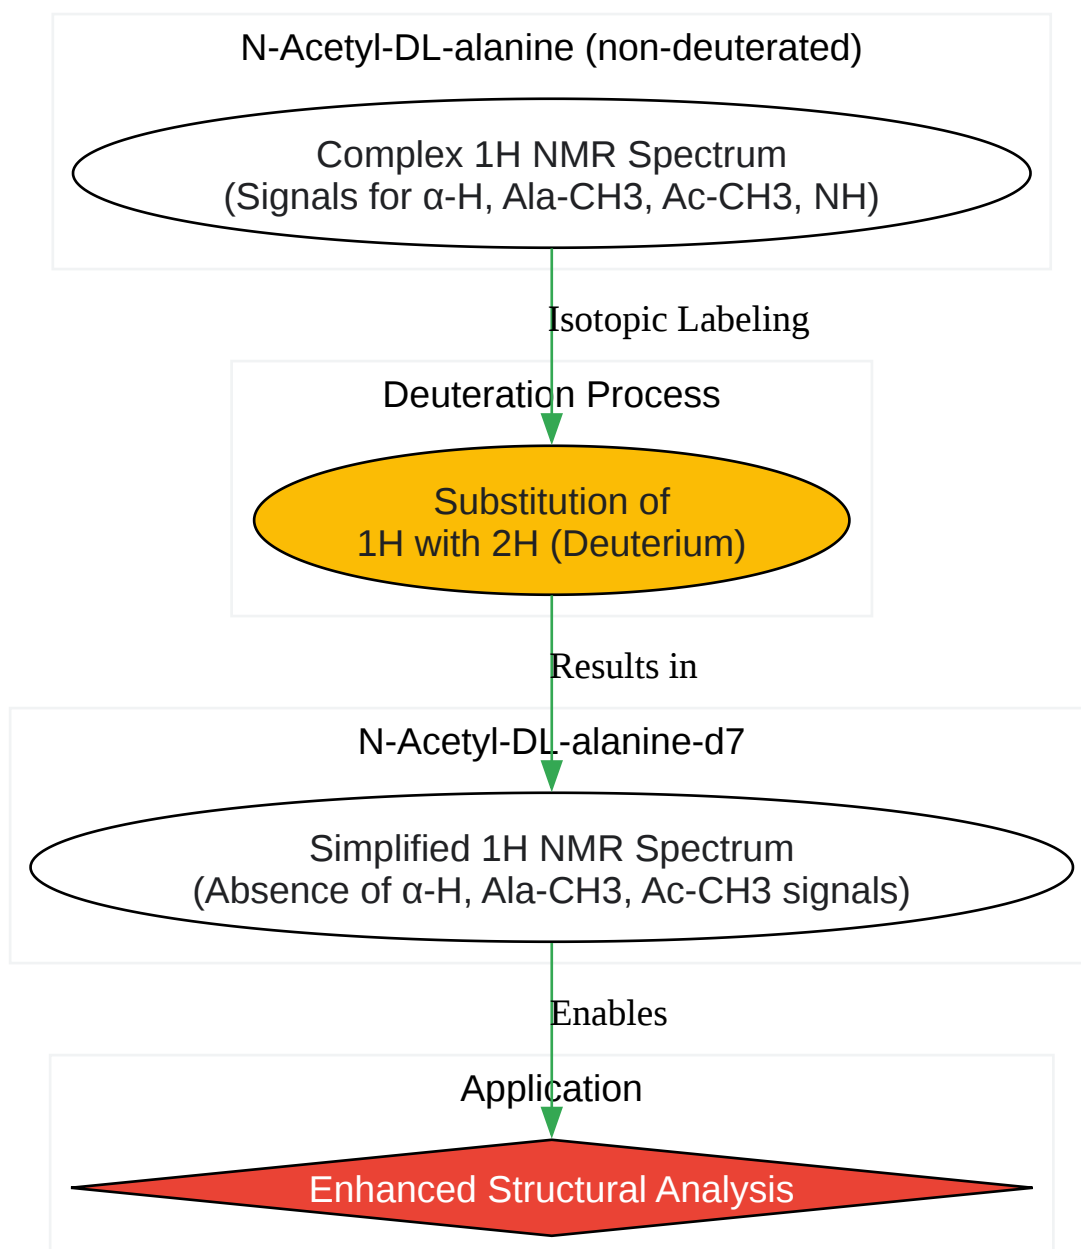 N-Acetyl-DL-alanine (non-deuterated)
Complex 1H NMR Spectrum
(Signals for α-H, Ala-CH3, Ac-CH3, NH)
Isotopic Labeling
Deuteration Process
Substitution of
1H with 2H (Deuterium)
Results in
N-Acetyl-DL-alanine-d7
Simplified 1H NMR Spectrum
(Absence of α-H, Ala-CH3, Ac-CH3 signals)
Enables
Application
Enhanced Structural Analysis